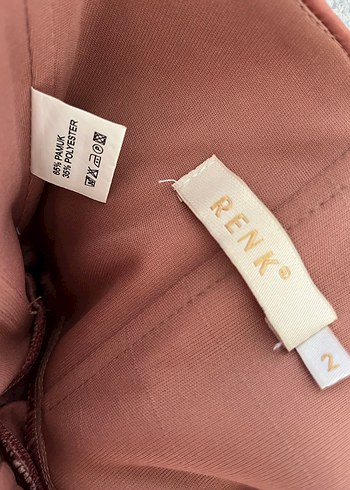 65% PAMUK
35% POLYESTER
RENK®
2